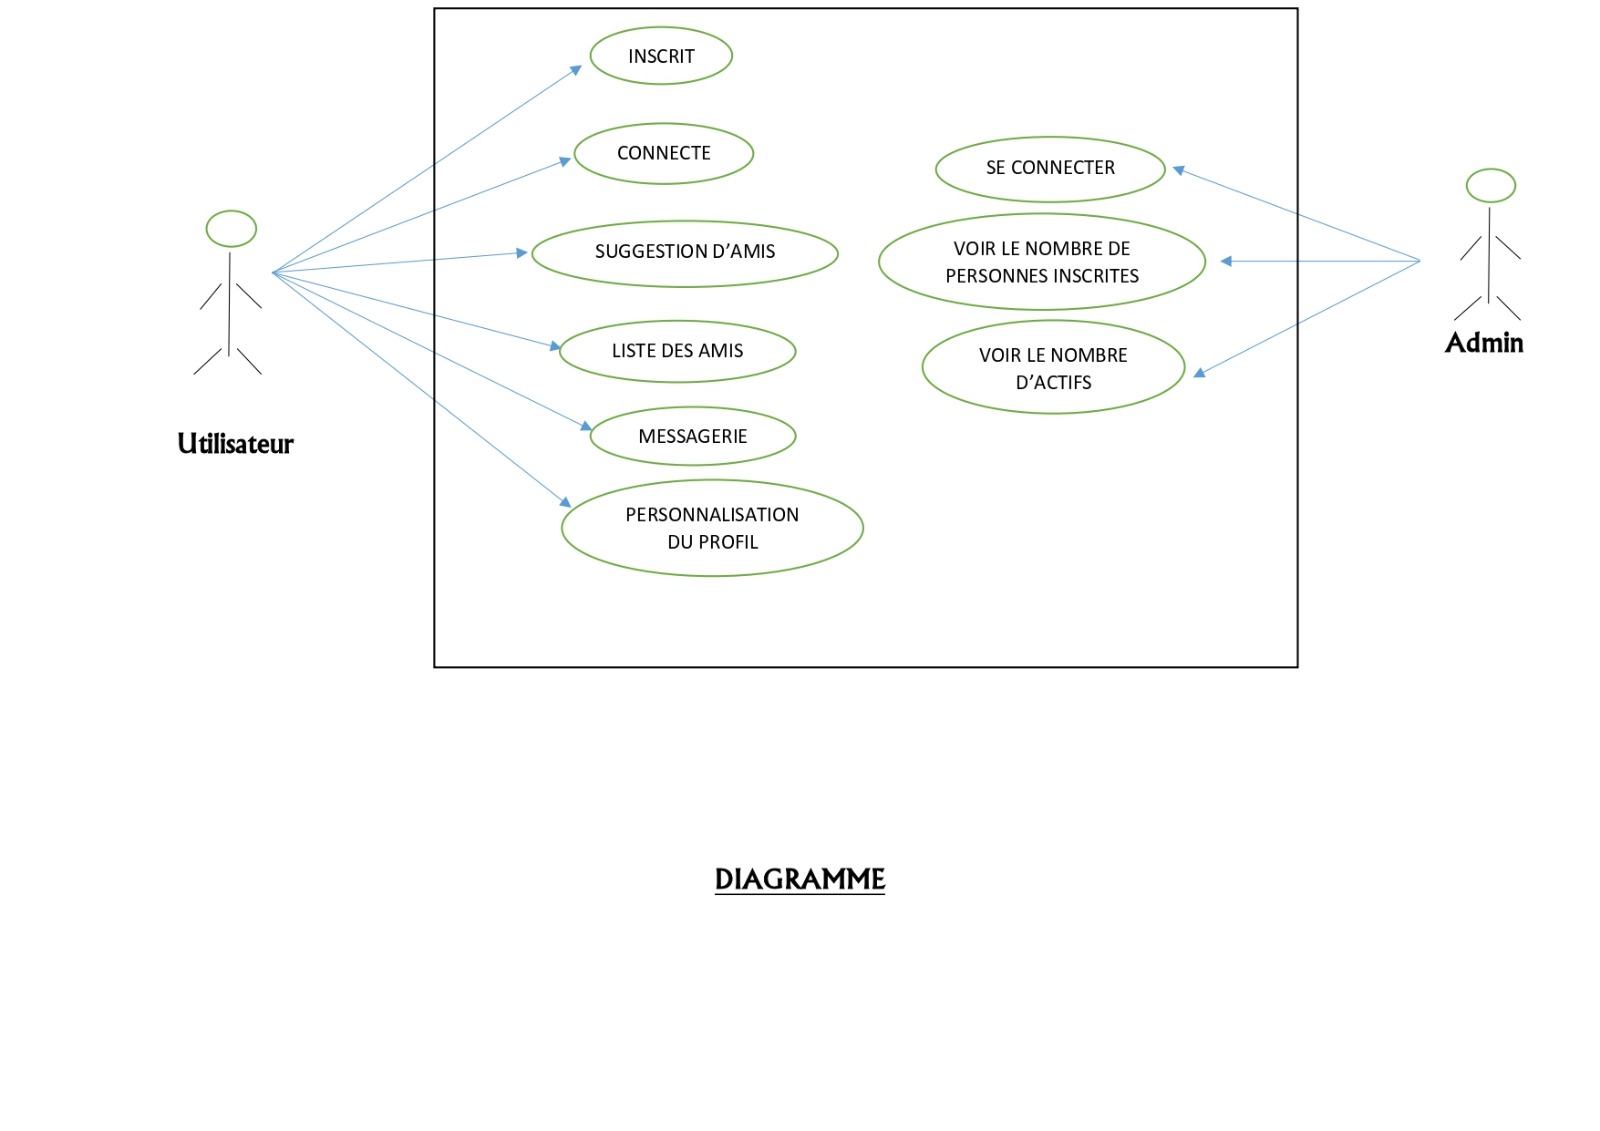 INSCRIT
CONNECTE
SUGGESTION D’AMIS
LISTE DES AMIS
MESSAGERIE
PERSONNALISATION
DU PROFIL
SE CONNECTER
VOIR LE NOMBRE DE
PERSONNES INSCRITES
VOIR LE NOMBRE
D’ACTIFS
Utilisateur
Admin
DIAGRAMME